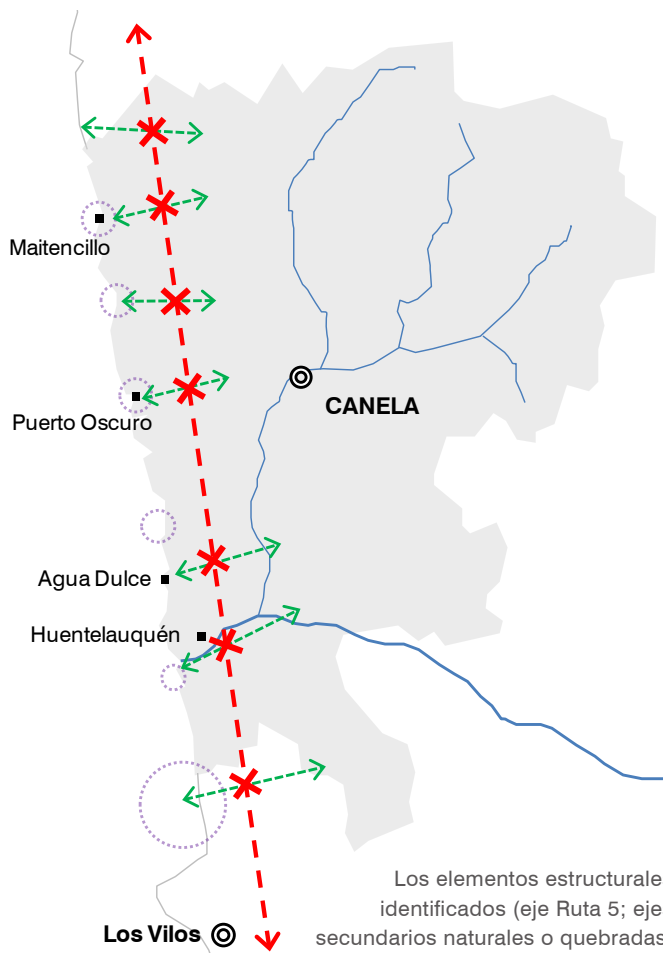 Maitencillo
Puerto Oscuro
CANELA
Agua Dulce
Huentelauquén
Los Vilos
Los elementos estructurale
identificados (eje Ruta 5; eje
secundarios naturales o quebradas